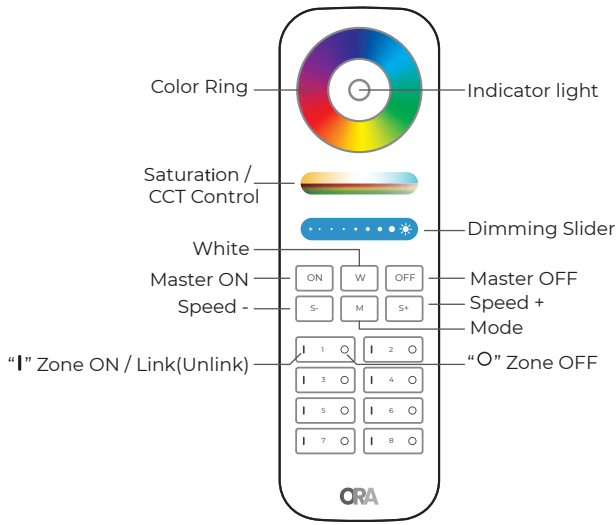 Color Ring
Indicator light
Saturation /
CCT Control
Dimming Slider
White
Master ON
ON
W
OFF
Master OFF
Speed -
S-
M
S+
Speed +
Mode
“I” Zone ON / Link(Unlink)
I 1 O
I 2 O
“O” Zone OFF
I 3 O
I 4 O
I 5 O
I 6 O
I 7 O
I 8 O
ORA